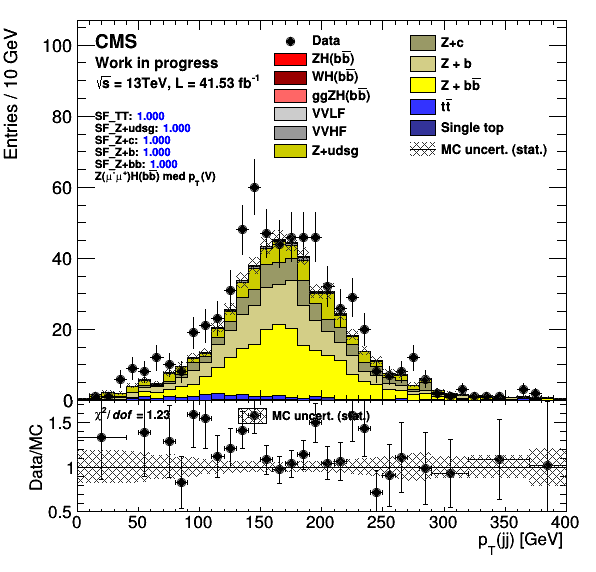 Entries / 10 GeV
100
80
60
40
20
0
CMS
Work in progress
√s = 13TeV, L = 41.53 fb⁻¹
SF_TT: 1.000
SF_Z+udsg: 1.000
SF_Z+c: 1.000
SF_Z+b: 1.000
SF_Z+bb: 1.000
Z(μ⁻μ⁺)H(bb̅) med p_T(V)
Data
ZH(bb̅)
WH(bb̅)
ggZH(bb̅)
VVLF
VVHF
Z+udsg
Z+c
Z + b
Z + bb̅
tt̅
Single top
MC uncert. (stat.)
Data/MC
1.5
1
0.5
χ²/dof = 1.23
MC uncert. (stat.)
0 50 100 150 200 250 300 350 400
p_T(jj) [GeV]